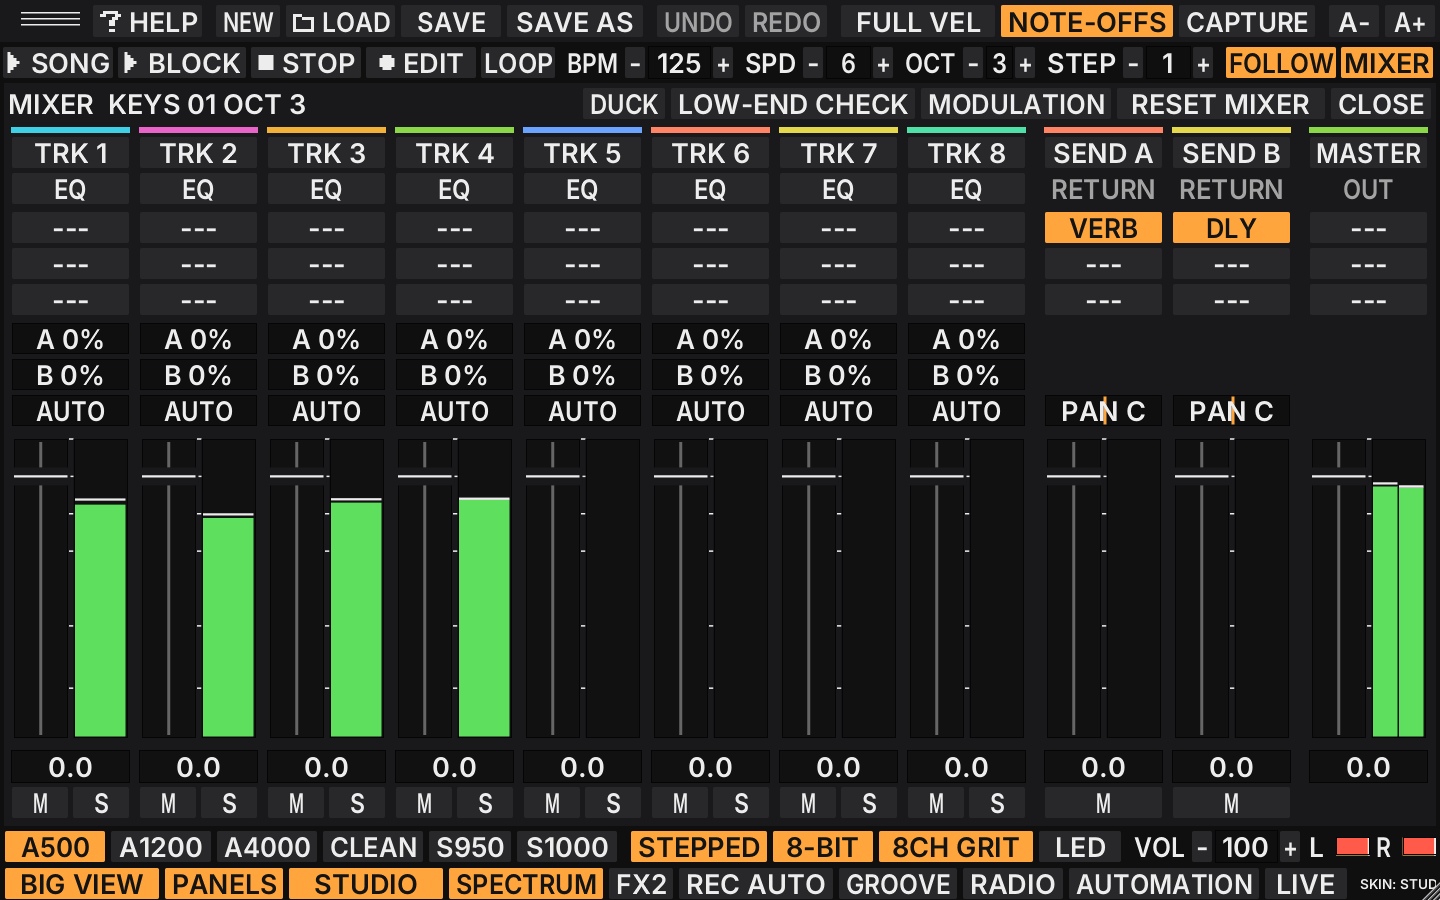 HELP NEW LOAD SAVE SAVE AS UNDO REDO FULL VEL NOTE-OFFS CAPTURE A- A+
SONG BLOCK STOP EDIT LOOP BPM - 125 + SPD - 6 + OCT - 3 + STEP - 1 + FOLLOW MIXER
MIXER KEYS 01 OCT 3 DUCK LOW-END CHECK MODULATION RESET MIXER CLOSE
TRK 1 TRK 2 TRK 3 TRK 4 TRK 5 TRK 6 TRK 7 TRK 8 SEND A SEND B MASTER
EQ EQ EQ EQ EQ EQ EQ EQ RETURN RETURN OUT
--- --- --- --- --- --- --- --- VERB DLY ---
--- --- --- --- --- --- --- --- --- --- ---
--- --- --- --- --- --- --- --- --- --- ---
A 0% A 0% A 0% A 0% A 0% A 0% A 0% A 0%
B 0% B 0% B 0% B 0% B 0% B 0% B 0% B 0%
AUTO AUTO AUTO AUTO AUTO AUTO AUTO AUTO PAN C PAN C
0.0 0.0 0.0 0.0 0.0 0.0 0.0 0.0 0.0 0.0 0.0
M S M S M S M S M S M S M S M S M M
A500 A1200 A4000 CLEAN S950 S1000 STEPPED 8-BIT 8CH GRIT LED VOL - 100 + L R
BIG VIEW PANELS STUDIO SPECTRUM FX2 REC AUTO GROOVE RADIO AUTOMATION LIVE SKIN: STUD